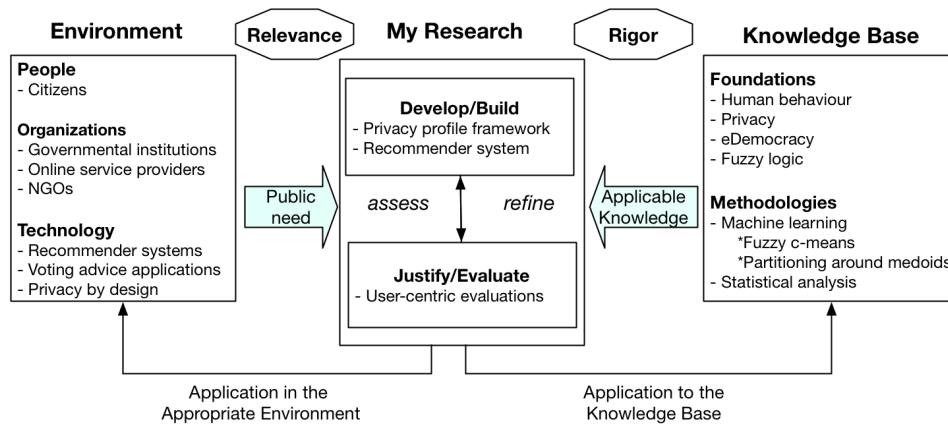 Environment
People
- Citizens
Organizations
- Governmental institutions
- Online service providers
- NGOs
Technology
- Recommender systems
- Voting advice applications
- Privacy by design
Relevance
Public
need
My Research
Develop/Build
- Privacy profile framework
- Recommender system
assess
refine
Justify/Evaluate
- User-centric evaluations
Rigor
Applicable
Knowledge
Knowledge Base
Foundations
- Human behaviour
- Privacy
- eDemocracy
- Fuzzy logic
Methodologies
- Machine learning
*Fuzzy c-means
*Partitioning around medoids
- Statistical analysis
Application in the
Appropriate Environment
Application to the
Knowledge Base